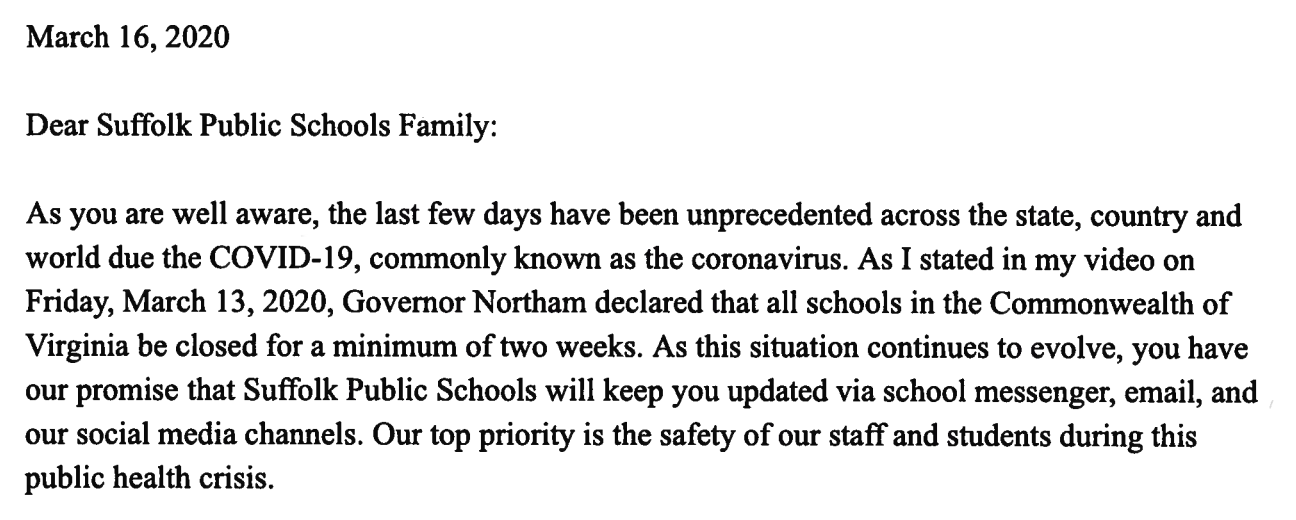 March 16, 2020
Dear Suffolk Public Schools Family:
As you are well aware, the last few days have been unprecedented across the state, country and
world due the COVID-19, commonly known as the coronavirus. As I stated in my video on
Friday, March 13, 2020, Governor Northam declared that all schools in the Commonwealth of
Virginia be closed for a minimum of two weeks. As this situation continues to evolve, you have
our promise that Suffolk Public Schools will keep you updated via school messenger, email, and
our social media channels. Our top priority is the safety of our staff and students during this
public health crisis.